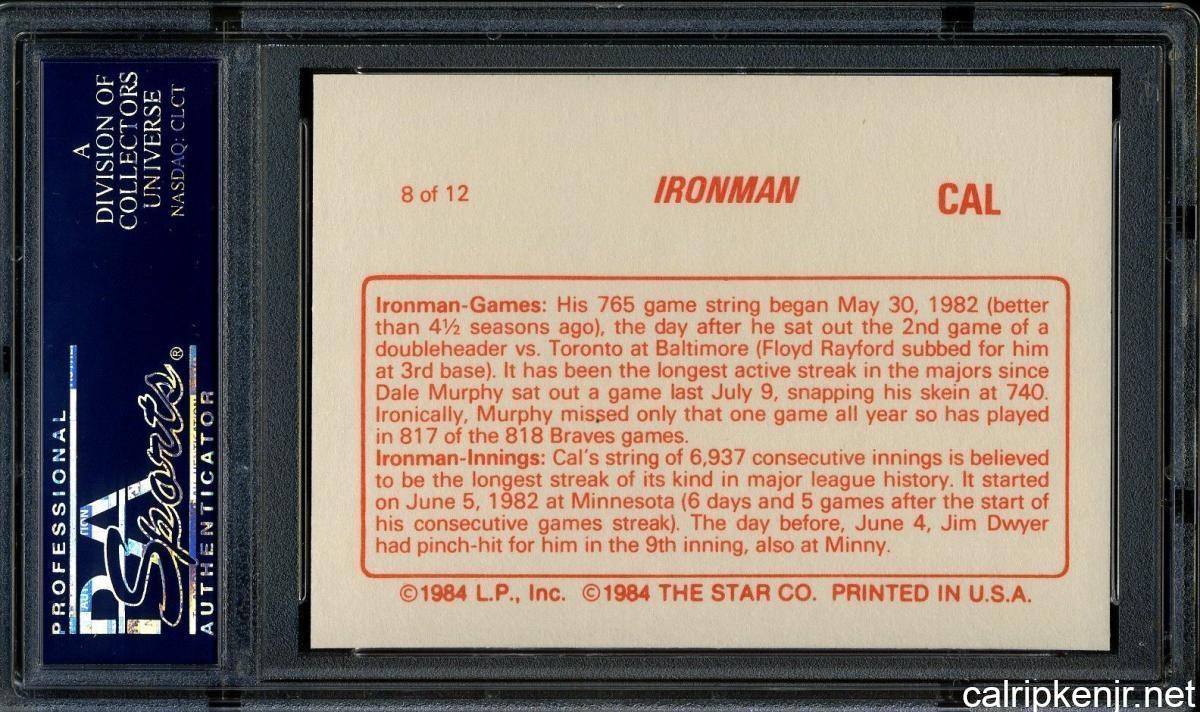 A
DIVISION OF
COLLECTORS
UNIVERSE
NASDAQ: CLCT
PROFESSIONAL
PSA
Sports®
AUTHENTICATOR
8 of 12
IRONMAN
CAL
Ironman-Games: His 765 game string began May 30, 1982 (better
than 4½ seasons ago), the day after he sat out the 2nd game of a
doubleheader vs. Toronto at Baltimore (Floyd Rayford subbed for him
at 3rd base). It has been the longest active streak in the majors since
Dale Murphy sat out a game last July 9, snapping his skein at 740.
Ironically, Murphy missed only that one game all year so has played
in 817 of the 818 Braves games.
Ironman-Innings: Cal's string of 6,937 consecutive innings is believed
to be the longest streak of its kind in major league history. It started
on June 5, 1982 at Minnesota (6 days and 5 games after the start of
his consecutive games streak). The day before, June 4, Jim Dwyer
had pinch-hit for him in the 9th inning, also at Minny.
©1984 L.P., Inc. ©1984 THE STAR CO. PRINTED IN U.S.A.
calripkenjr.net